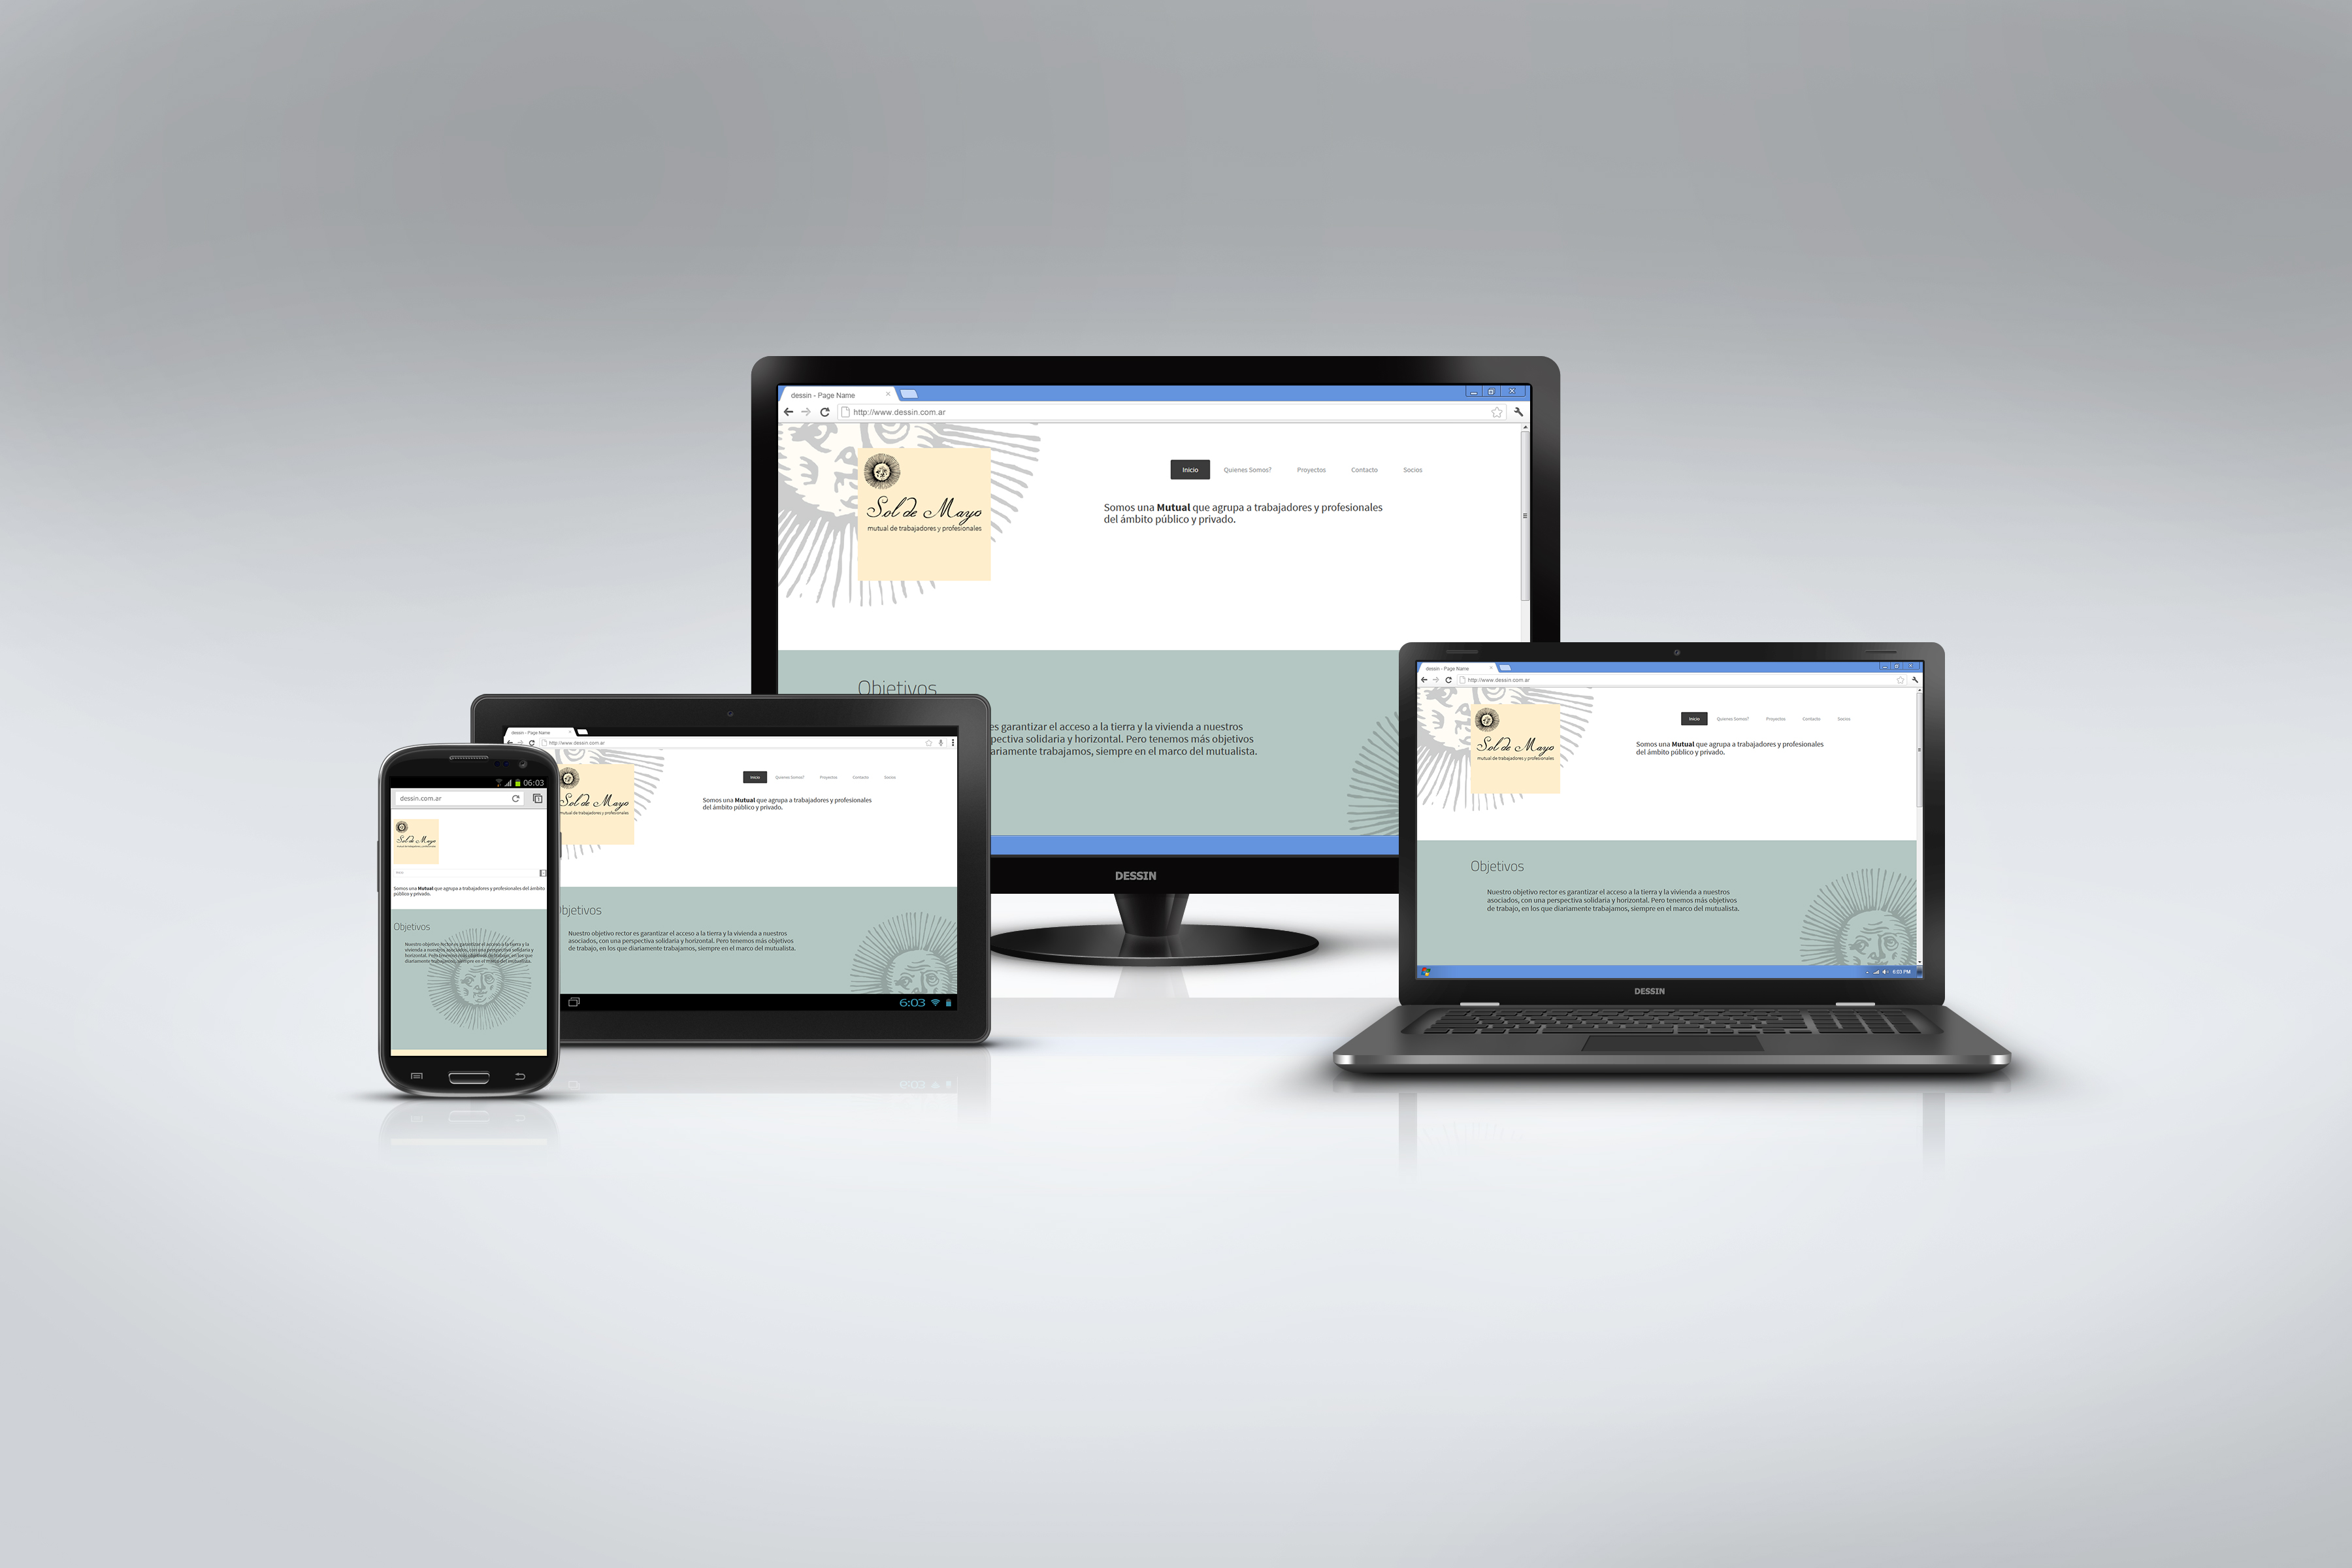 dessin - Page Name
http://www.dessin.com.ar
Sol de Mayo
mutual de trabajadores y profesionales
Inicio Quienes Somos? Proyectos Contacto Socios
Somos una Mutual que agrupa a trabajadores y profesionales
del ámbito público y privado.
Objetivos
es garantizar el acceso a la tierra y la vivienda a nuestros
pectiva solidaria y horizontal. Pero tenemos más objetivos
ariamente trabajamos, siempre en el marco del mutualista.
DESSIN
dessin - Page Name
http://www.dessin.com.ar
Sol de Mayo
mutual de trabajadores y profesionales
Inicio Quienes Somos? Proyectos Contacto Socios
Somos una Mutual que agrupa a trabajadores y profesionales
del ámbito público y privado.
Objetivos
Nuestro objetivo rector es garantizar el acceso a la tierra y la vivienda a nuestros
asociados, con una perspectiva solidaria y horizontal. Pero tenemos más objetivos
de trabajo, en los que diariamente trabajamos, siempre en el marco del mutualista.
6:03 PM
DESSIN
dessin - Page Name
http://www.dessin.com.ar
Sol de Mayo
mutual de trabajadores y profesionales
Inicio Quienes Somos? Proyectos Contacto Socios
Somos una Mutual que agrupa a trabajadores y profesionales
del ámbito público y privado.
bjetivos
Nuestro objetivo rector es garantizar el acceso a la tierra y la vivienda a nuestros
asociados, con una perspectiva solidaria y horizontal. Pero tenemos más objetivos
de trabajo, en los que diariamente trabajamos, siempre en el marco del mutualista.
6:03
06:03
dessin.com.ar
Sol de Mayo
mutual de trabajadores y profesionales
Somos una Mutual que agrupa a trabajadores y profesionales del ámbito
público y privado.
Objetivos
Nuestro objetivo rector es garantizar el acceso a la tierra y la
vivienda a nuestros asociados, con una perspectiva solidaria y
horizontal. Pero tenemos más objetivos de trabajo, en los que
diariamente trabajamos, siempre en el marco del mutualista.